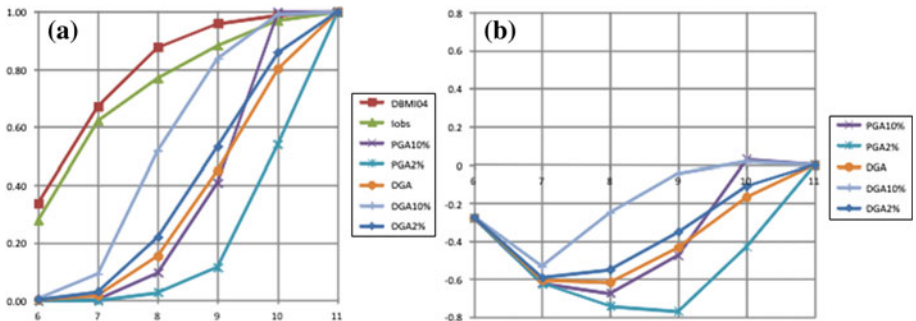 (a)
1.00
0.80
0.60
0.40
0.20
0.00
6 7 8 9 10 11
DBMI04
Iobs
PGA10%
PGA2%
DGA
DGA10%
DGA2%
(b)
0.8
0.6
0.4
0.2
0
-0.2
-0.4
-0.6
-0.8
6 7 8 9 10 11
PGA10%
PGA2%
DGA
DGA10%
DGA2%